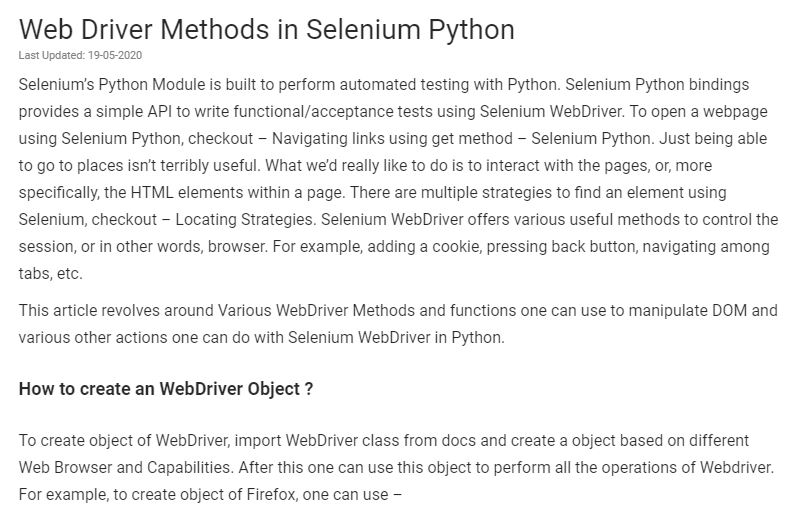 Web Driver Methods in Selenium Python
Last Updated: 19-05-2020
Selenium's Python Module is built to perform automated testing with Python. Selenium Python bindings
provides a simple API to write functional/acceptance tests using Selenium WebDriver. To open a webpage
using Selenium Python, checkout – Navigating links using get method – Selenium Python. Just being able
to go to places isn't terribly useful. What we'd really like to do is to interact with the pages, or, more
specifically, the HTML elements within a page. There are multiple strategies to find an element using
Selenium, checkout – Locating Strategies. Selenium WebDriver offers various useful methods to control the
session, or in other words, browser. For example, adding a cookie, pressing back button, navigating among
tabs, etc.
This article revolves around Various WebDriver Methods and functions one can use to manipulate DOM and
various other actions one can do with Selenium WebDriver in Python.
How to create an WebDriver Object ?
To create object of WebDriver, import WebDriver class from docs and create a object based on different
Web Browser and Capabilities. After this one can use this object to perform all the operations of Webdriver.
For example, to create object of Firefox, one can use –